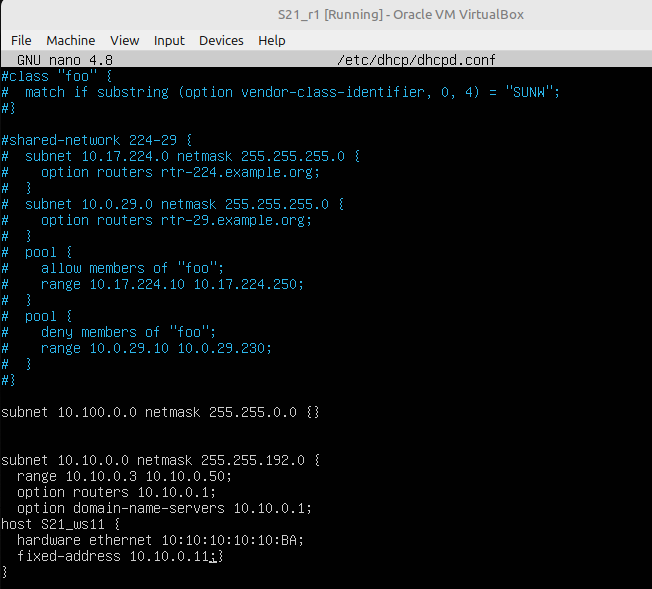 S21_r1 [Running] - Oracle VM VirtualBox
File Machine View Input Devices Help
GNU nano 4.8 /etc/dhcp/dhcpd.conf
#class "foo" {
#  match if substring (option vendor-class-identifier, 0, 4) = "SUNW";
#}
#shared-network 224-29 {
#  subnet 10.17.224.0 netmask 255.255.255.0 {
#    option routers rtr-224.example.org;
#  }
#  subnet 10.0.29.0 netmask 255.255.255.0 {
#    option routers rtr-29.example.org;
#  }
#  pool {
#    allow members of "foo";
#    range 10.17.224.10 10.17.224.250;
#  }
#  pool {
#    deny members of "foo";
#    range 10.0.29.10 10.0.29.230;
#  }
#}
subnet 10.100.0.0 netmask 255.255.0.0 {}
subnet 10.10.0.0 netmask 255.255.192.0 {
  range 10.10.0.3 10.10.0.50;
  option routers 10.10.0.1;
  option domain-name-servers 10.10.0.1;
host S21_ws11 {
  hardware ethernet 10:10:10:10:10:BA;
  fixed-address 10.10.0.11;}
}